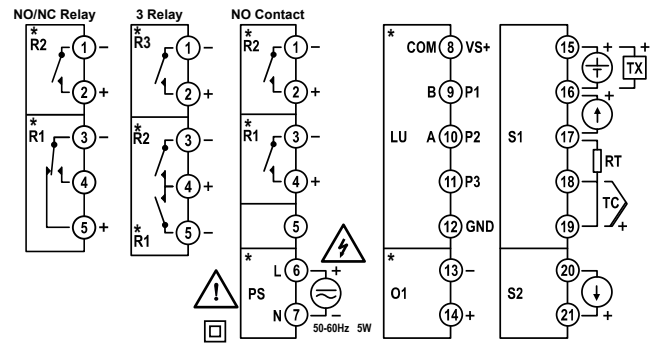 NO/NC Relay
* R2
1 −
2 +
* R1
3 −
4
5 +
3 Relay
* R3
1 −
2 +
* R2
3 −
4 +
* R1
5 −
NO Contact
* R2
1 −
2 +
* R1
3 −
4 +
5
* PS
L 6 +
N 7 −
50-60Hz 5W
!
*
COM 8 VS+
B 9 P1
LU A 10 P2
11 P3
12 GND
* O1
13 −
14 +
S1
15 +
TX
16 +
17
RT
18
TC
19 +
S2
20
21 +